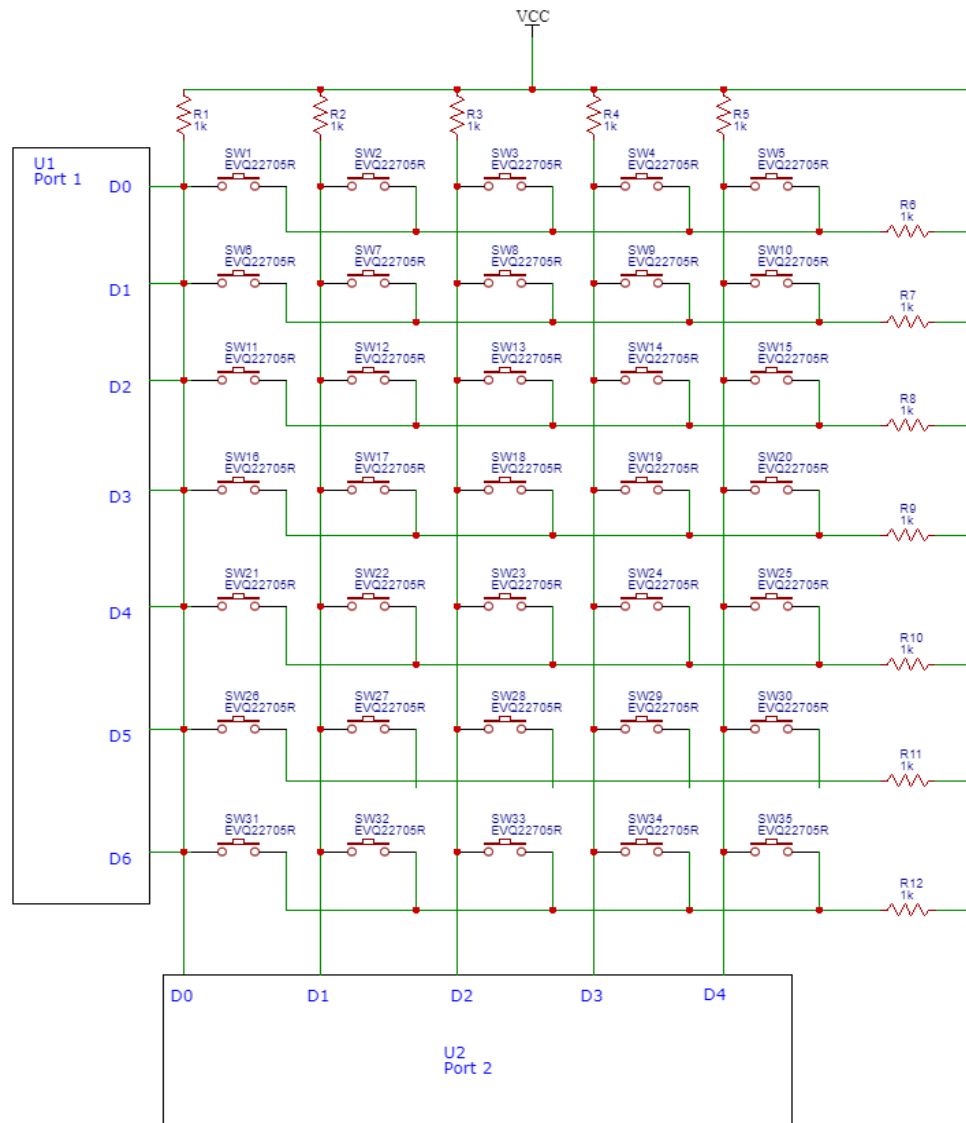 VCC
R1
1k
R2
1k
R3
1k
R4
1k
R5
1k
U1
Port 1
D0
SW1
EVQ22705R
SW2
EVQ22705R
SW3
EVQ22705R
SW4
EVQ22705R
SW5
EVQ22705R
R6
1k
D1
SW6
EVQ22705R
SW7
EVQ22705R
SW8
EVQ22705R
SW9
EVQ22705R
SW10
EVQ22705R
R7
1k
D2
SW11
EVQ22705R
SW12
EVQ22705R
SW13
EVQ22705R
SW14
EVQ22705R
SW15
EVQ22705R
R8
1k
D3
SW16
EVQ22705R
SW17
EVQ22705R
SW18
EVQ22705R
SW19
EVQ22705R
SW20
EVQ22705R
R9
1k
D4
SW21
EVQ22705R
SW22
EVQ22705R
SW23
EVQ22705R
SW24
EVQ22705R
SW25
EVQ22705R
R10
1k
D5
SW26
EVQ22705R
SW27
EVQ22705R
SW28
EVQ22705R
SW29
EVQ22705R
SW30
EVQ22705R
R11
1k
D6
SW31
EVQ22705R
SW32
EVQ22705R
SW33
EVQ22705R
SW34
EVQ22705R
SW35
EVQ22705R
R12
1k
D0
D1
D2
D3
D4
U2
Port 2